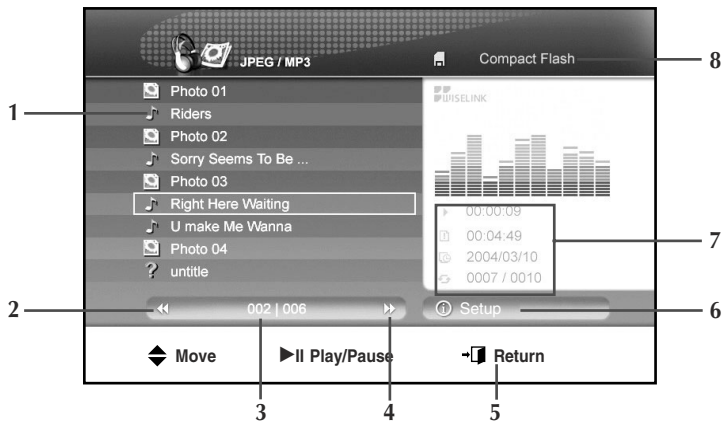 JPEG / MP3
Compact Flash
8
Photo 01
WISELINK
1
Riders
Photo 02
Sorry Seems To Be ...
Photo 03
Right Here Waiting
00:00:09
U make Me Wanna
00:04:49
7
Photo 04
2004/03/10
? untitle
0007 / 0010
2
002 | 006
Setup
6
Move
Play/Pause
Return
3
4
5